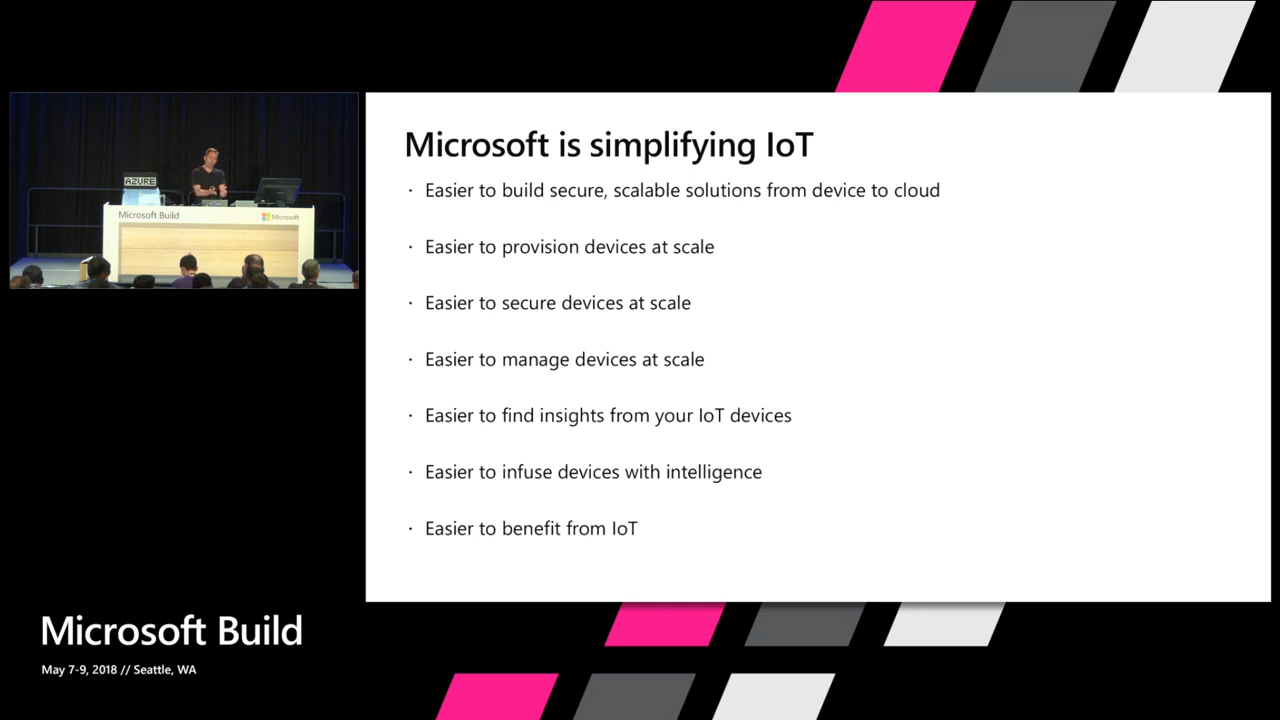 Microsoft is simplifying IoT
· Easier to build secure, scalable solutions from device to cloud
· Easier to provision devices at scale
· Easier to secure devices at scale
· Easier to manage devices at scale
· Easier to find insights from your IoT devices
· Easier to infuse devices with intelligence
· Easier to benefit from IoT
AZURE
Microsoft Build
Microsoft
Microsoft Build
May 7-9, 2018 // Seattle, WA